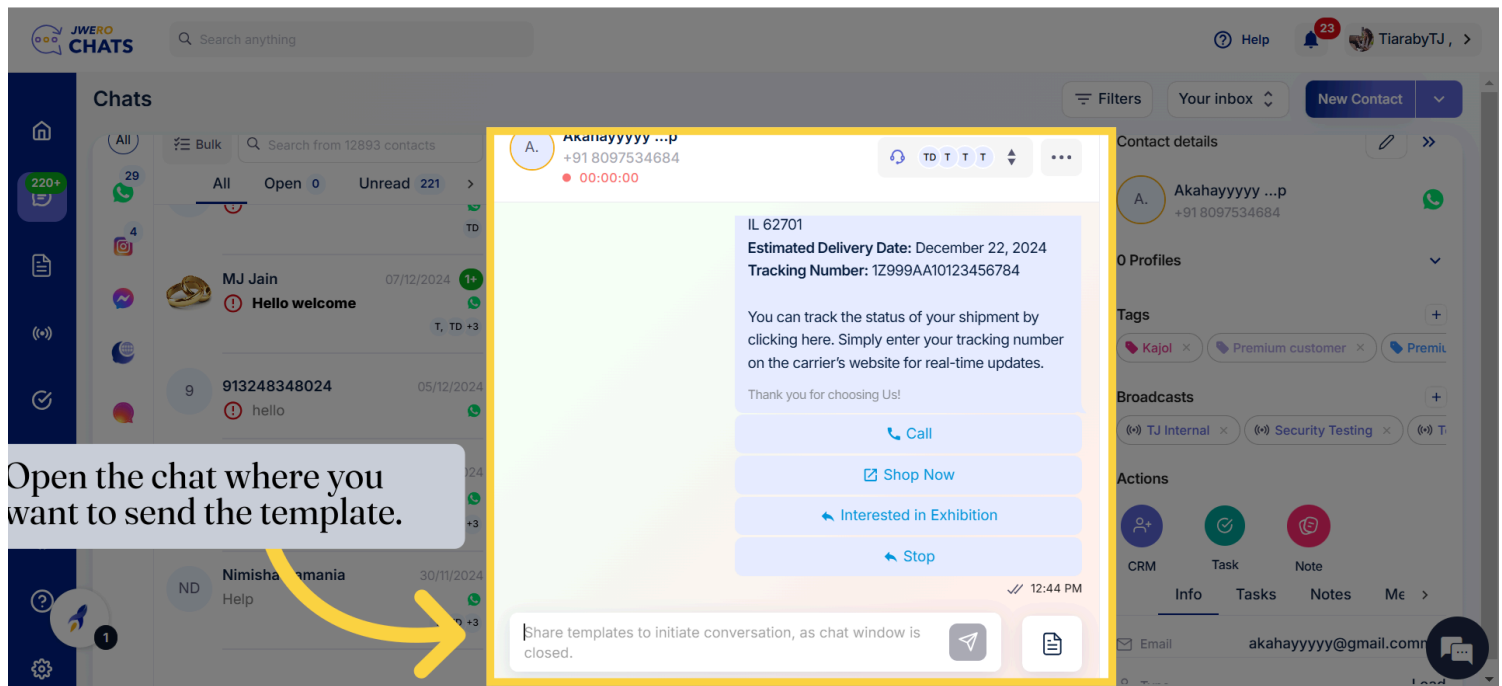 JWERO
CHATS
Search anything
Help
23
TiarabyTJ ,
Chats
Filters
Your inbox
New Contact
220+
All
29
4
Bulk
Search from 12893 contacts
All
Open 0
Unread 221
TD
MJ Jain
07/12/2024
1+
Hello welcome
T, TD +3
9
913248348024
05/12/2024
hello
Open the chat where you
want to send the template.
24
+3
ND
30/11/2024
Help
+3
1
A.
Akahayyyyy ...p
+91 8097534684
00:00:00
TD T T T
IL 62701
Estimated Delivery Date: December 22, 2024
Tracking Number: 1Z999AA10123456784
You can track the status of your shipment by
clicking here. Simply enter your tracking number
on the carrier's website for real-time updates.
Thank you for choosing Us!
Call
Shop Now
Interested in Exhibition
Stop
12:44 PM
Share templates to initiate conversation, as chat window is
closed.
Contact details
A.
Akahayyyyy ...p
+91 8097534684
0 Profiles
Tags
Kajol
Premium customer
Premiu
Broadcasts
TJ Internal
Security Testing
Actions
CRM
Task
Note
Info
Tasks
Notes
Me
Email
akahayyyyy@gmail.com